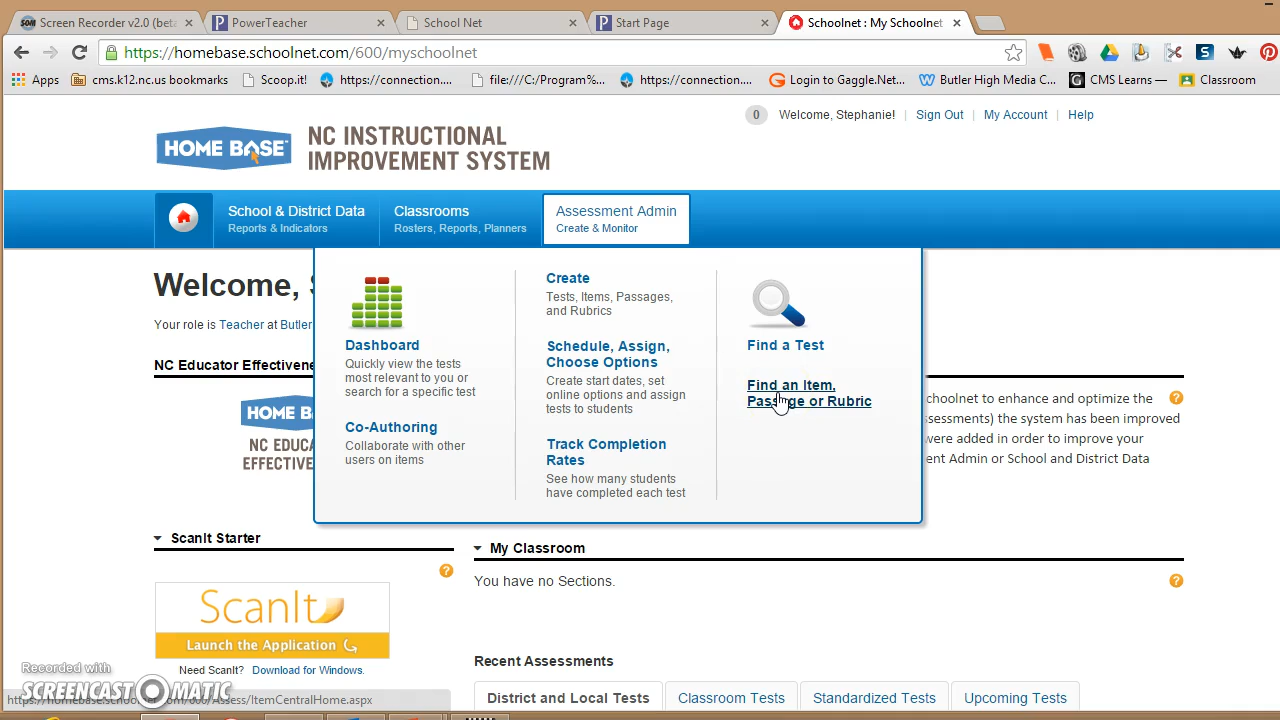 Screen Recorder v2.0 (beta
PowerTeacher
School Net
Start Page
Schoolnet : My Schoolnet
https://homebase.schoolnet.com/600/myschoolnet
Apps
cms.k12.nc.us bookmarks
Scoop.it!
https://connection....
file:///C:/Program%...
https://connection....
Login to Gaggle.Net...
Butler High Media C...
CMS Learns —
Classroom
0 Welcome, Stephanie! | Sign Out | My Account | Help
HOME BASE
NC INSTRUCTIONAL
IMPROVEMENT SYSTEM
School & District Data
Reports & Indicators
Classrooms
Rosters, Reports, Planners
Assessment Admin
Create & Monitor
Welcome, S
Your role is Teacher at Butler
NC Educator Effectivene
HOME B
NC EDUCA
EFFECTIVEN
Dashboard
Quickly view the tests
most relevant to you or
search for a specific test
Co-Authoring
Collaborate with other
users on items
Create
Tests, Items, Passages,
and Rubrics
Schedule, Assign,
Choose Options
Create start dates, set
online options and assign
tests to students
Track Completion
Rates
See how many students
have completed each test
Find a Test
Find an Item,
Passage or Rubric
choolnet to enhance and optimize the
ssessments) the system has been improved
were added in order to improve your
ent Admin or School and District Data
ScanIt Starter
ScanIt
Launch the Application
Need ScanIt? Download for Windows.
My Classroom
You have no Sections.
Recent Assessments
District and Local Tests
Classroom Tests
Standardized Tests
Upcoming Tests
Recorded with
SCREENCAST MATIC
https://homebase.schoolnet.com/600/Assess/ItemCentralHome.aspx